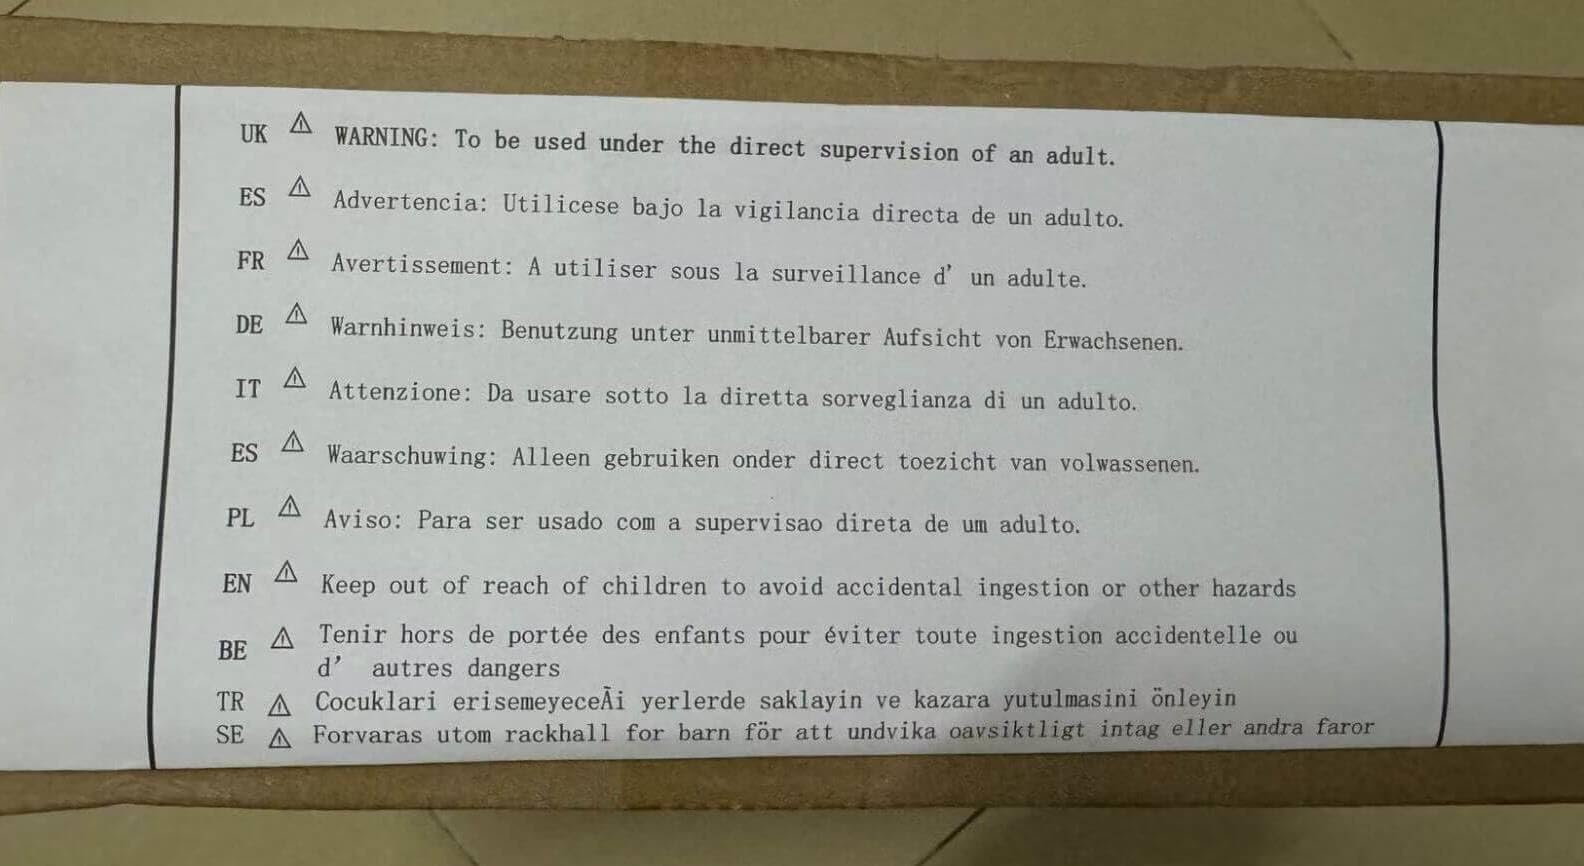 UK ⚠ WARNING: To be used under the direct supervision of an adult.
ES ⚠ Advertencia: Utilicese bajo la vigilancia directa de un adulto.
FR ⚠ Avertissement: A utiliser sous la surveillance d' un adulte.
DE ⚠ Warnhinweis: Benutzung unter unmittelbarer Aufsicht von Erwachsenen.
IT ⚠ Attenzione: Da usare sotto la diretta sorveglianza di un adulto.
ES ⚠ Waarschuwing: Alleen gebruiken onder direct toezicht van volwassenen.
PL ⚠ Aviso: Para ser usado com a supervisao direta de um adulto.
EN ⚠ Keep out of reach of children to avoid accidental ingestion or other hazards
BE ⚠ Tenir hors de portée des enfants pour éviter toute ingestion accidentelle ou
d' autres dangers
TR ⚠ Cocuklari erisemeyeceÃi yerlerde saklayin ve kazara yutulmasini önleyin
SE ⚠ Forvaras utom rackhall for barn för att undvika oavsiktligt intag eller andra faror